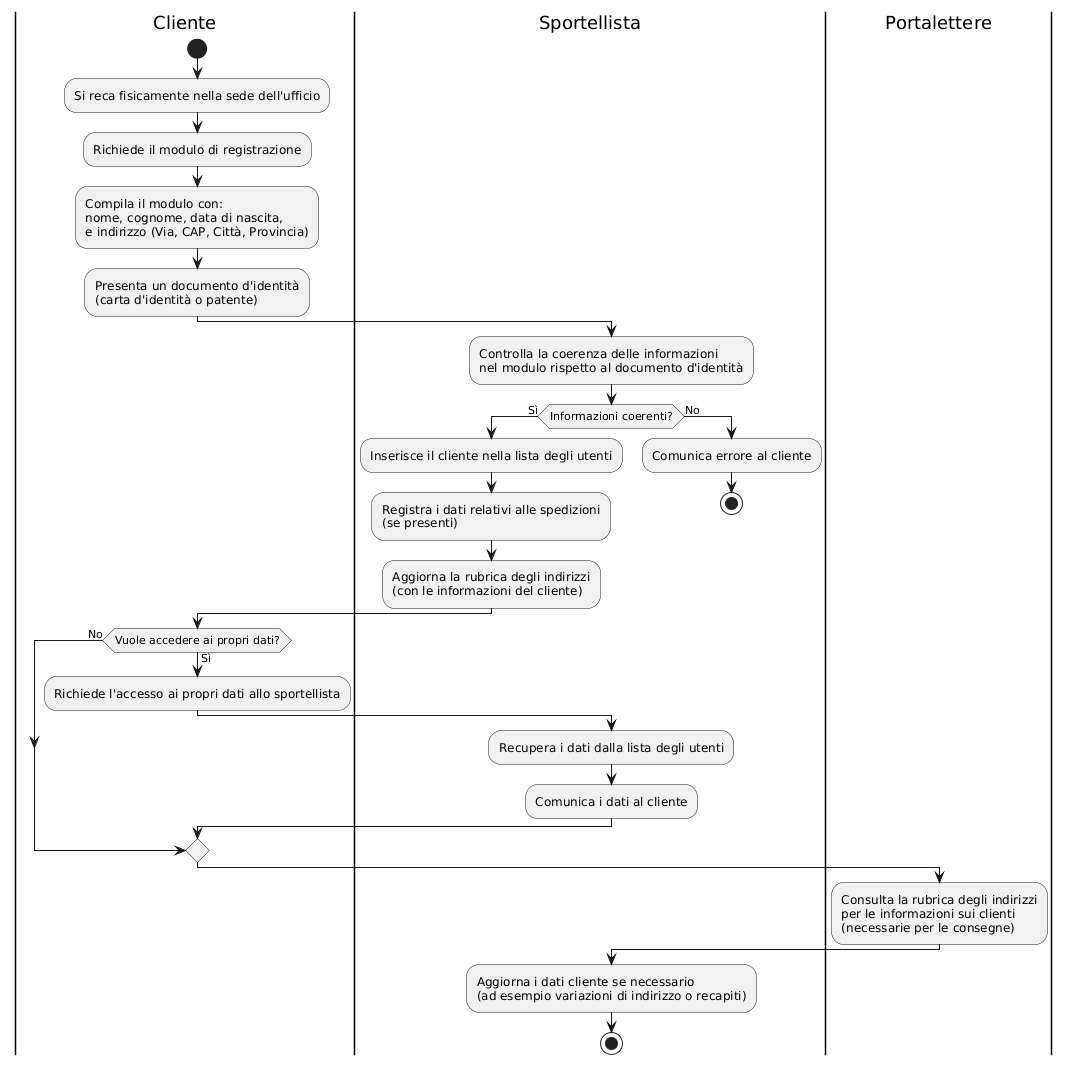 Cliente
Sportellista
Portalettere
Si reca fisicamente nella sede dell'ufficio
Richiede il modulo di registrazione
Compila il modulo con:
nome, cognome, data di nascita,
e indirizzo (Via, CAP, Città, Provincia)
Presenta un documento d'identità
(carta d'identità o patente)
Controlla la coerenza delle informazioni
nel modulo rispetto al documento d'identità
Informazioni coerenti?
Sì
No
Inserisce il cliente nella lista degli utenti
Comunica errore al cliente
Registra i dati relativi alle spedizioni
(se presenti)
Aggiorna la rubrica degli indirizzi
(con le informazioni del cliente)
No
Vuole accedere ai propri dati?
Sì
Richiede l'accesso ai propri dati allo sportellista
Recupera i dati dalla lista degli utenti
Comunica i dati al cliente
Consulta la rubrica degli indirizzi
per le informazioni sui clienti
(necessarie per le consegne)
Aggiorna i dati cliente se necessario
(ad esempio variazioni di indirizzo o recapiti)